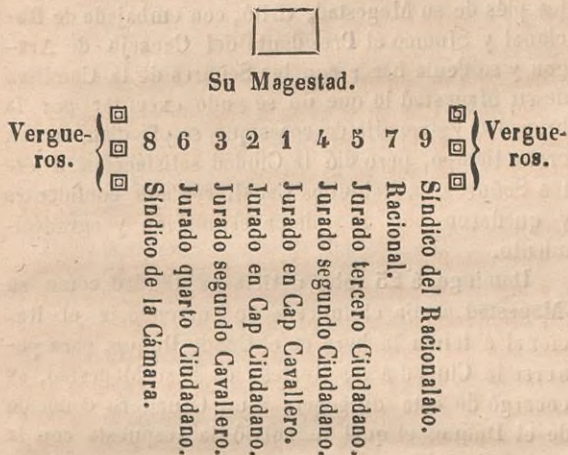 Su Magestad.
Vergue-
ros.
8 6 3 2 1 4 5 7 9
Vergue-
ros.
Síndico de la Cámara.
Jurado quarto Ciudadano.
Jurado segund Cavallero.
Jurado en Cap Ciudadano.
Jurado en Cap Cavallero.
Jurado segundo Ciudadano.
Jurado tercero Ciudadano.
Racional.
Síndico del Racionalato.